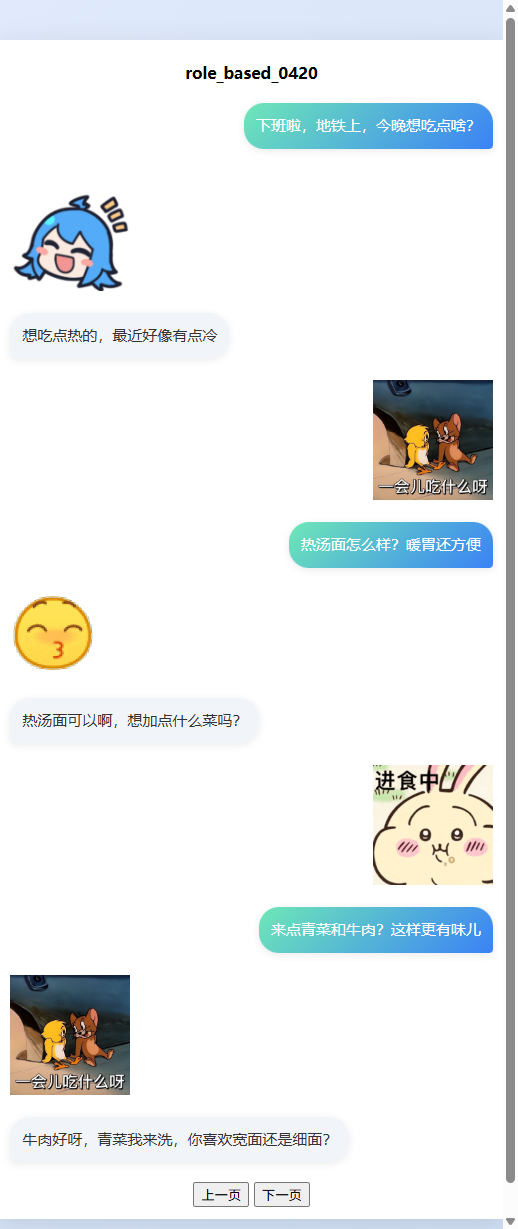 role_based_0420
下班啦，地铁上，今晚想吃点啥？
想吃点热的，最近好像有点冷
一会儿吃什么呀
热汤面怎么样？暖胃还方便
热汤面可以啊，想加点什么菜吗？
进食中
来点青菜和牛肉？这样更有味儿
一会儿吃什么呀
牛肉好呀，青菜我来洗，你喜欢宽面还是细面？
上一页 下一页